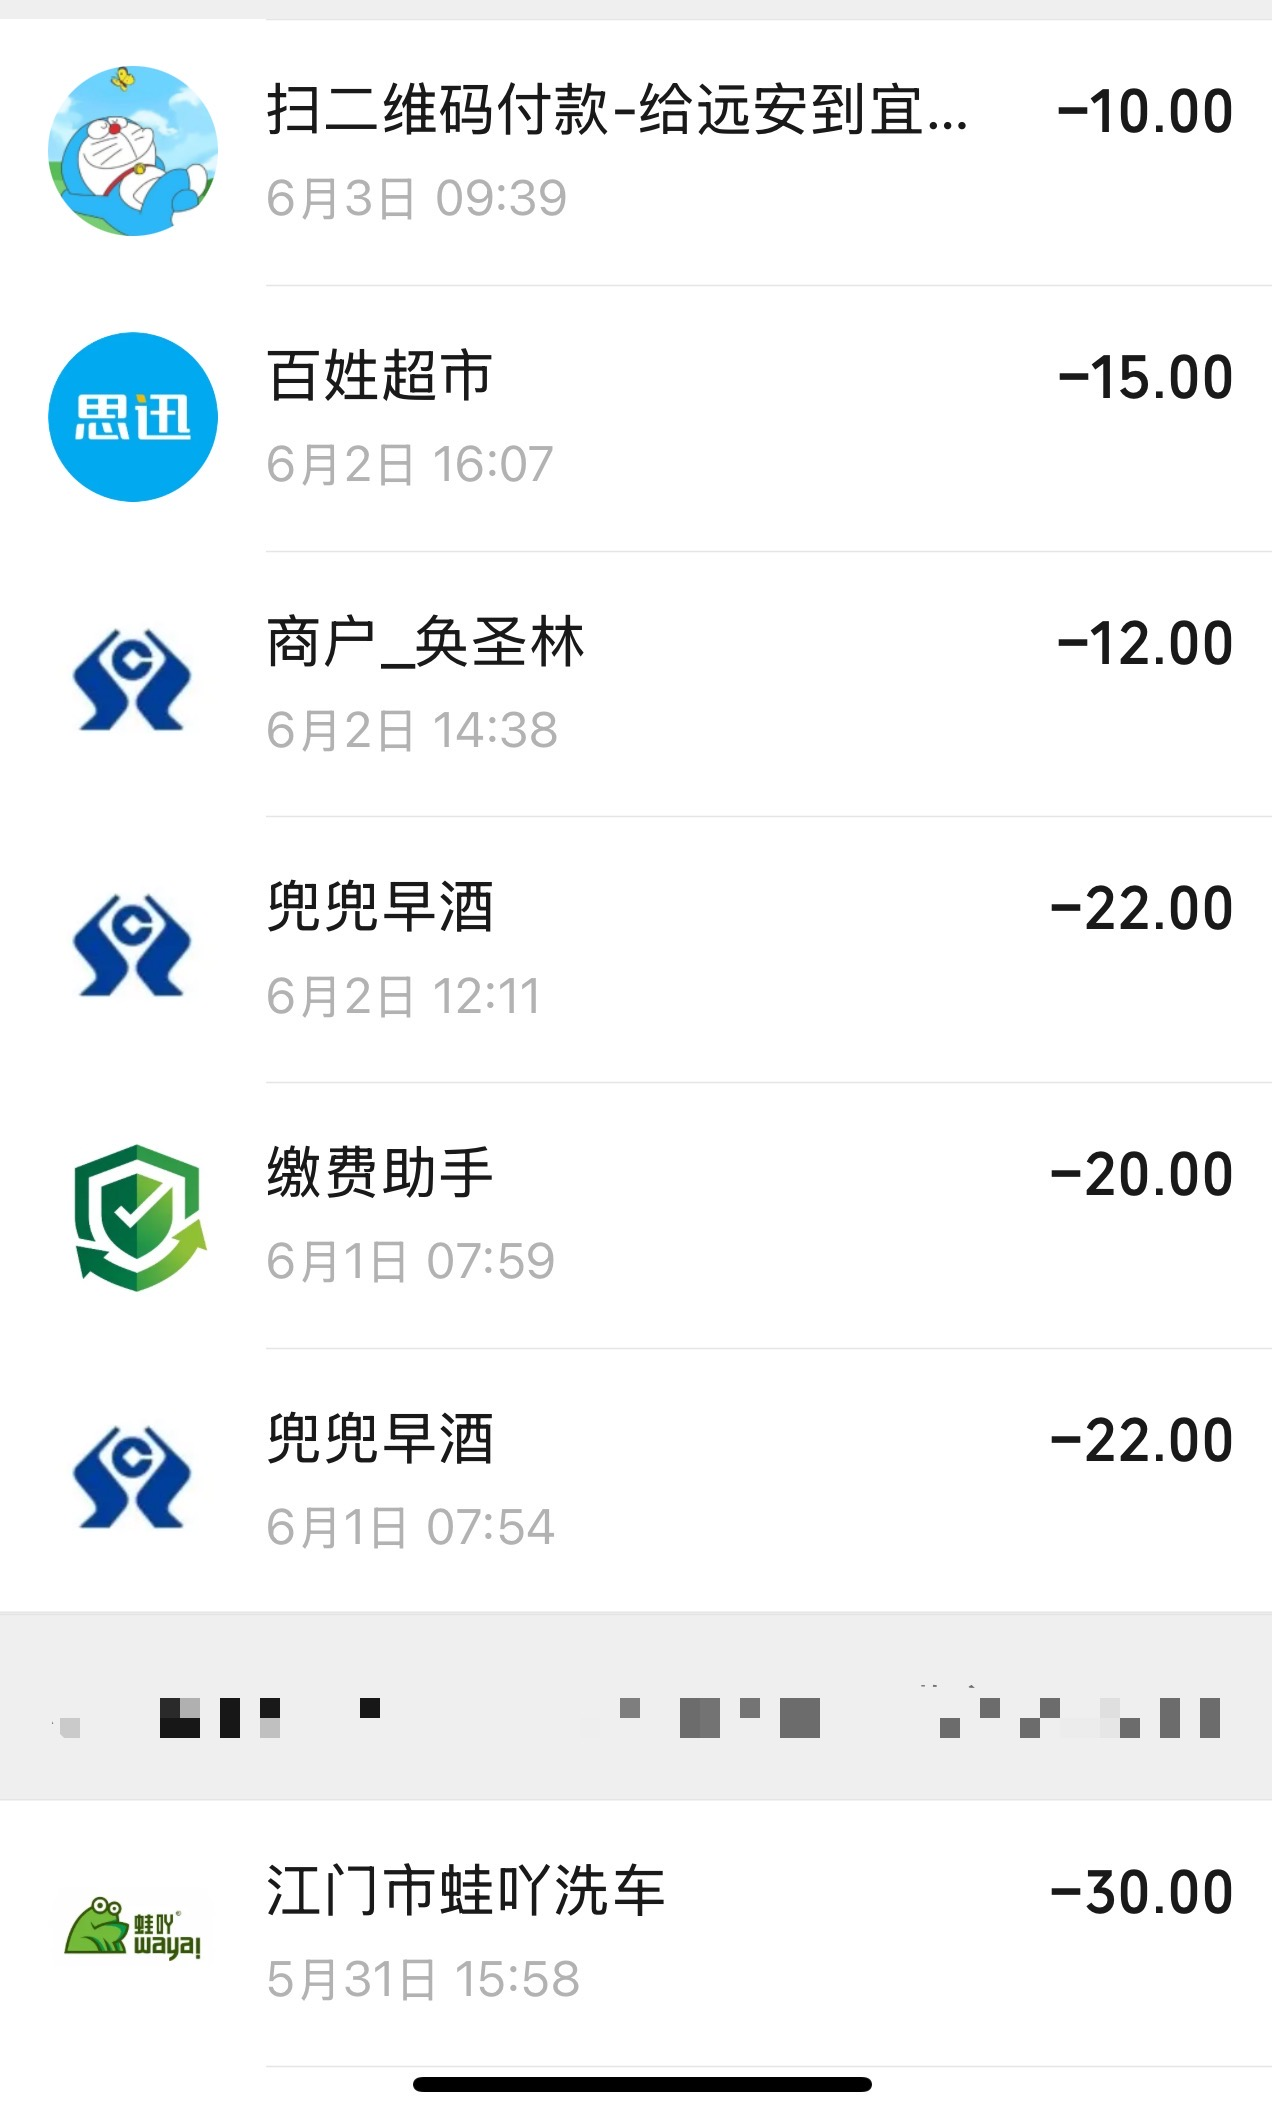 扫二维码付款-给远安到宜... -10.00
6月3日 09:39
思迅
百姓超市 -15.00
6月2日 16:07
商户_奂圣林 -12.00
6月2日 14:38
兜兜早酒 -22.00
6月2日 12:11
缴费助手 -20.00
6月1日 07:59
兜兜早酒 -22.00
6月1日 07:54
江门市蛙吖洗车 -30.00
蛙吖
waya!
5月31日 15:58